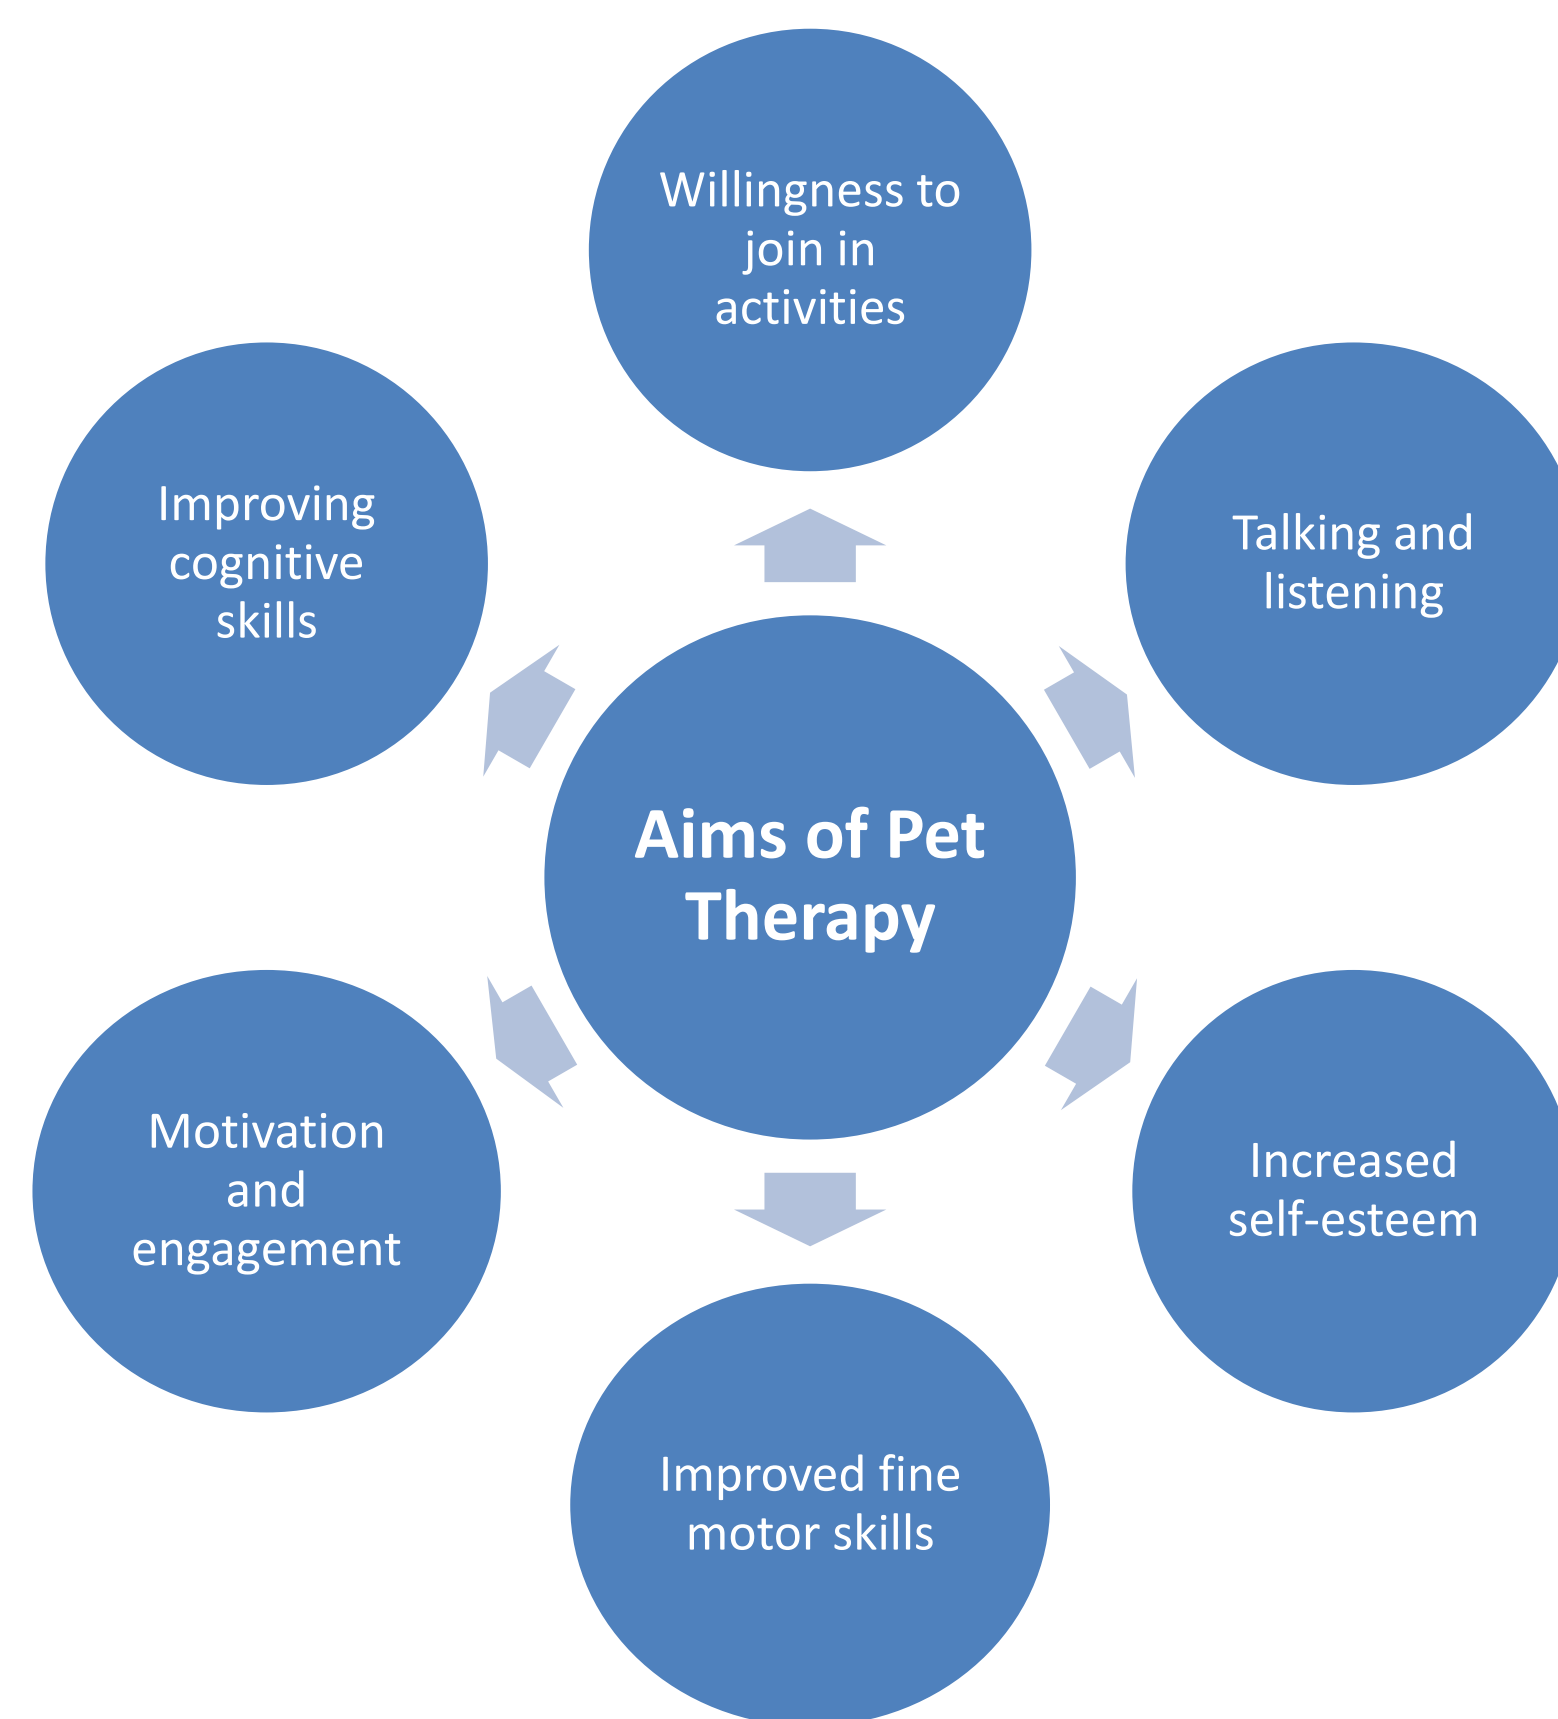 Willingness to
join in
activities
Talking and
listening
Increased
self-esteem
Improved fine
motor skills
Motivation
and
engagement
Improving
cognitive
skills
Aims of Pet
Therapy